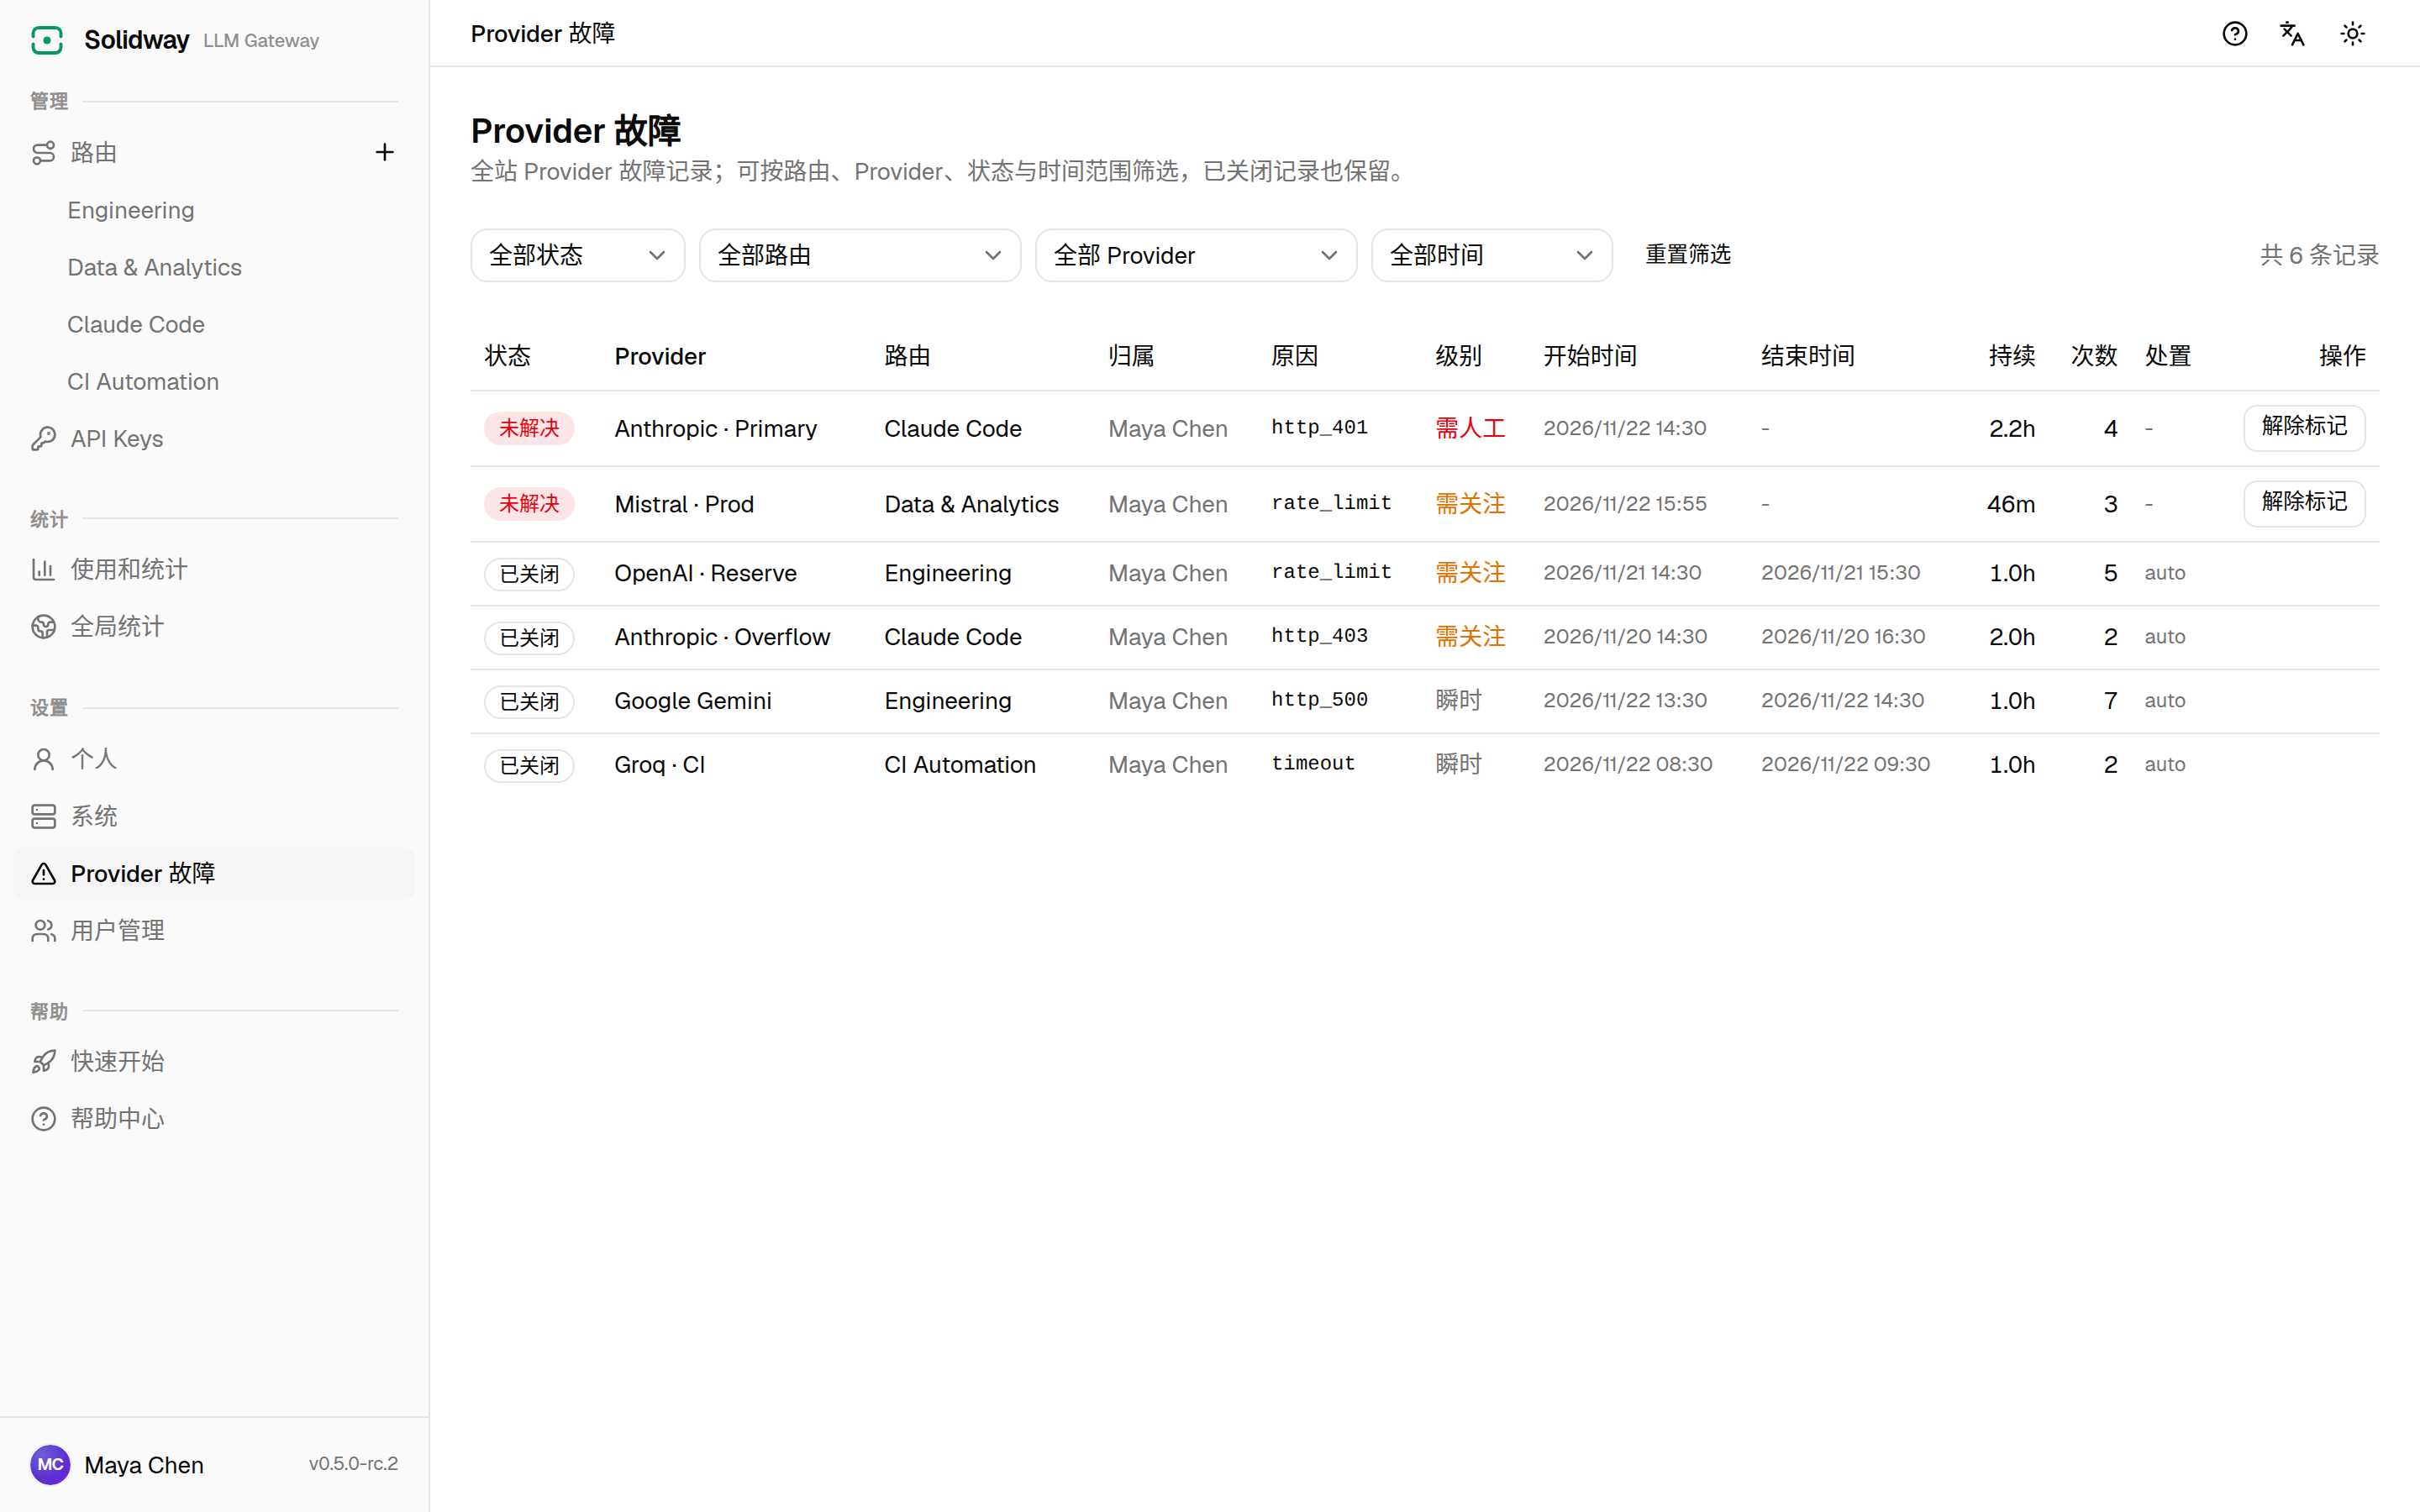 Solidway LLM Gateway
管理
路由
Engineering
Data & Analytics
Claude Code
CI Automation
API Keys
统计
使用和统计
全局统计
设置
个人
系统
Provider 故障
用户管理
帮助
快速开始
帮助中心
MC Maya Chen v0.5.0-rc.2
Provider 故障
Provider 故障
全站 Provider 故障记录；可按路由、Provider、状态与时间范围筛选，已关闭记录也保留。
全部状态 全部路由 全部 Provider 全部时间 重置筛选 共 6 条记录
状态 Provider 路由 归属 原因 级别 开始时间 结束时间 持续 次数 处置 操作
未解决 Anthropic · Primary Claude Code Maya Chen http_401 需人工 2026/11/22 14:30 - 2.2h 4 - 解除标记
未解决 Mistral · Prod Data & Analytics Maya Chen rate_limit 需关注 2026/11/22 15:55 - 46m 3 - 解除标记
已关闭 OpenAI · Reserve Engineering Maya Chen rate_limit 需关注 2026/11/21 14:30 2026/11/21 15:30 1.0h 5 auto
已关闭 Anthropic · Overflow Claude Code Maya Chen http_403 需关注 2026/11/20 14:30 2026/11/20 16:30 2.0h 2 auto
已关闭 Google Gemini Engineering Maya Chen http_500 瞬时 2026/11/22 13:30 2026/11/22 14:30 1.0h 7 auto
已关闭 Groq · CI CI Automation Maya Chen timeout 瞬时 2026/11/22 08:30 2026/11/22 09:30 1.0h 2 auto